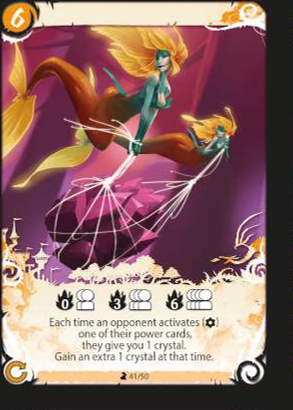 6
0 3 6
Each time an opponent activates (⚙)
one of their power cards,
they give you 1 crystal.
Gain an extra 1 crystal at that time.
41/50